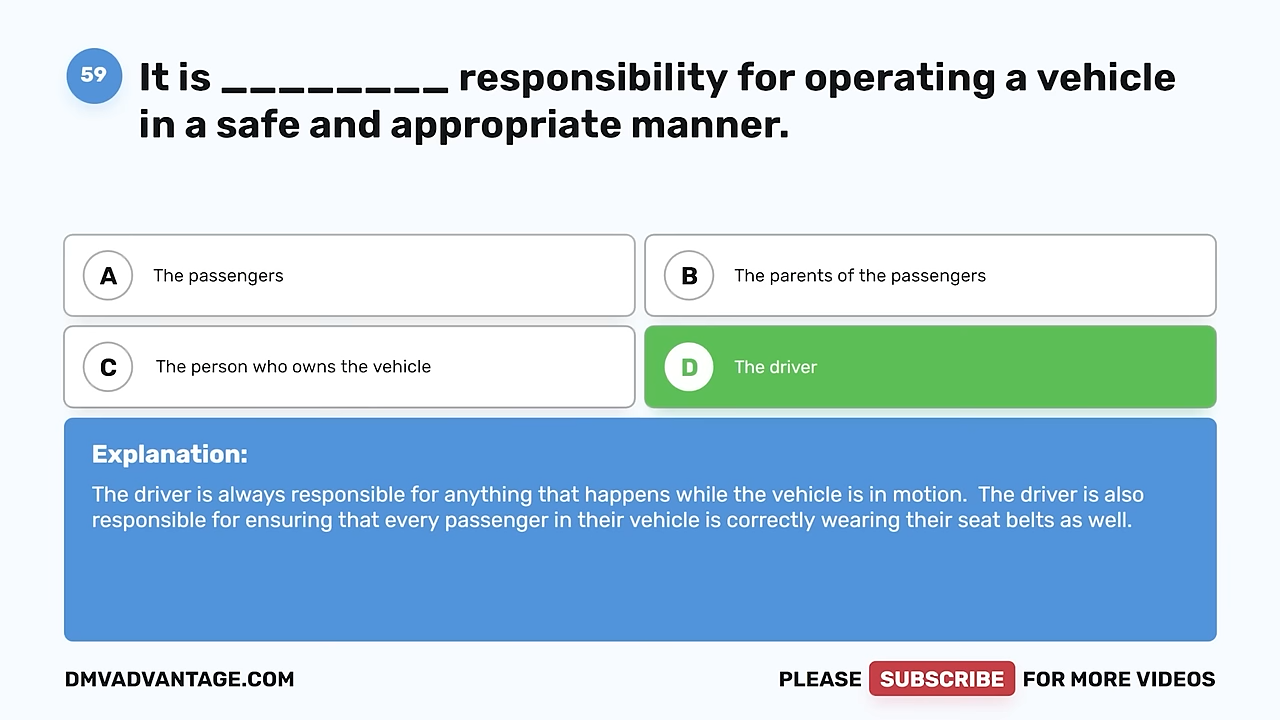 59
It is ________ responsibility for operating a vehicle
in a safe and appropriate manner.
A The passengers
B The parents of the passengers
C The person who owns the vehicle
D The driver
Explanation:
The driver is always responsible for anything that happens while the vehicle is in motion.  The driver is also
responsible for ensuring that every passenger in their vehicle is correctly wearing their seat belts as well.
DMVADVANTAGE.COM
PLEASE SUBSCRIBE FOR MORE VIDEOS